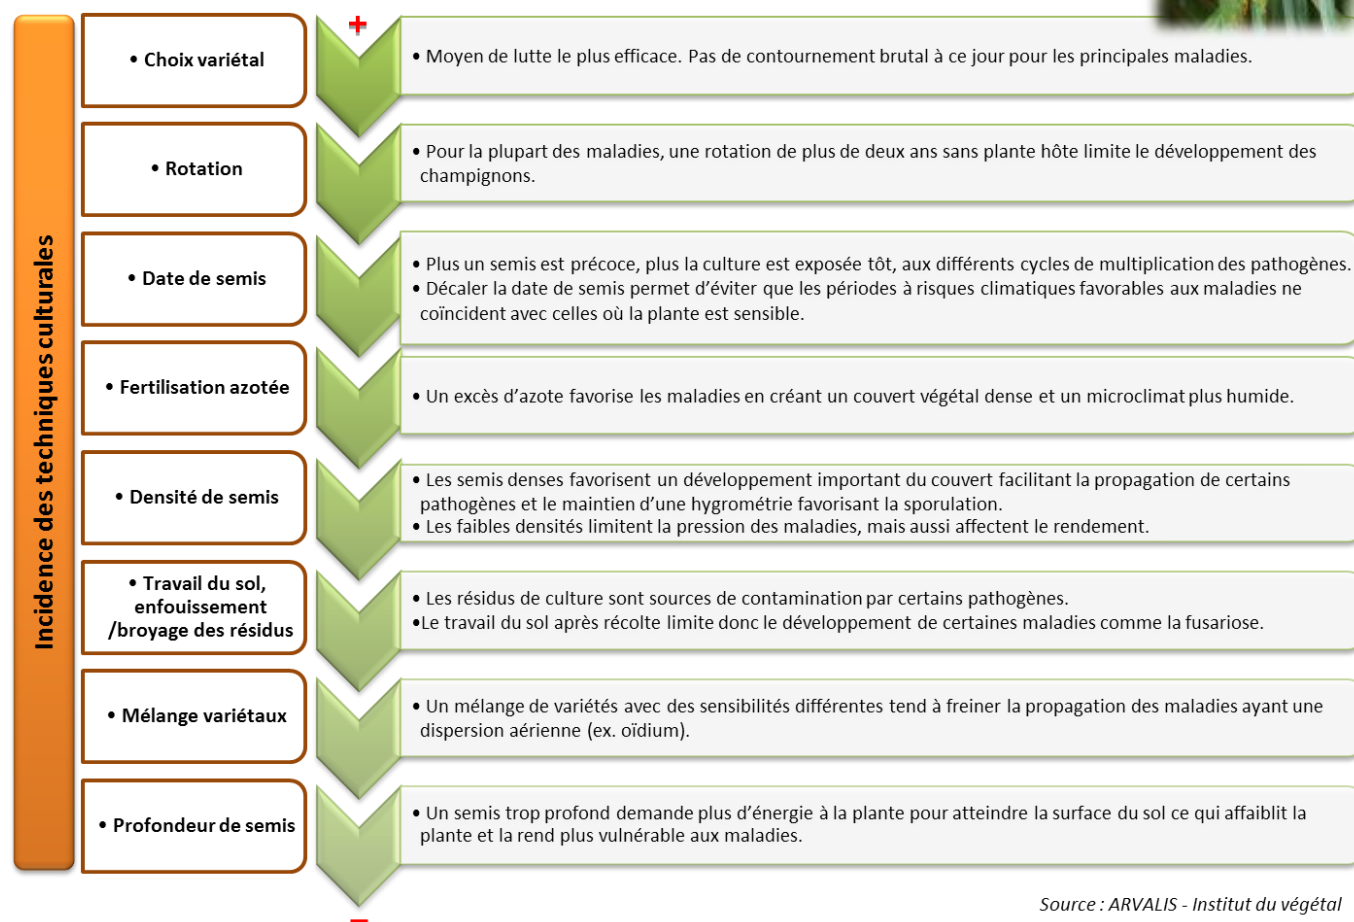 Incidence des techniques culturales
+
• Choix variétal
• Moyen de lutte le plus efficace. Pas de contournement brutal à ce jour pour les principales maladies.
• Rotation
• Pour la plupart des maladies, une rotation de plus de deux ans sans plante hôte limite le développement des
champignons.
• Date de semis
• Plus un semis est précoce, plus la culture est exposée tôt, aux différents cycles de multiplication des pathogènes.
• Décaler la date de semis permet d'éviter que les périodes à risques climatiques favorables aux maladies ne
coïncident avec celles où la plante est sensible.
• Fertilisation azotée
• Un excès d'azote favorise les maladies en créant un couvert végétal dense et un microclimat plus humide.
• Densité de semis
• Les semis denses favorisent un développement important du couvert facilitant la propagation de certains
pathogènes et le maintien d'une hygrométrie favorisant la sporulation.
• Les faibles densités limitent la pression des maladies, mais aussi affectent le rendement.
• Travail du sol,
enfouissement
/broyage des résidus
• Les résidus de culture sont sources de contamination par certains pathogènes.
•Le travail du sol après récolte limite donc le développement de certaines maladies comme la fusariose.
• Mélange variétaux
• Un mélange de variétés avec des sensibilités différentes tend à freiner la propagation des maladies ayant une
dispersion aérienne (ex. oïdium).
• Profondeur de semis
• Un semis trop profond demande plus d'énergie à la plante pour atteindre la surface du sol ce qui affaiblit la
plante et la rend plus vulnérable aux maladies.
–
Source : ARVALIS - Institut du végétal